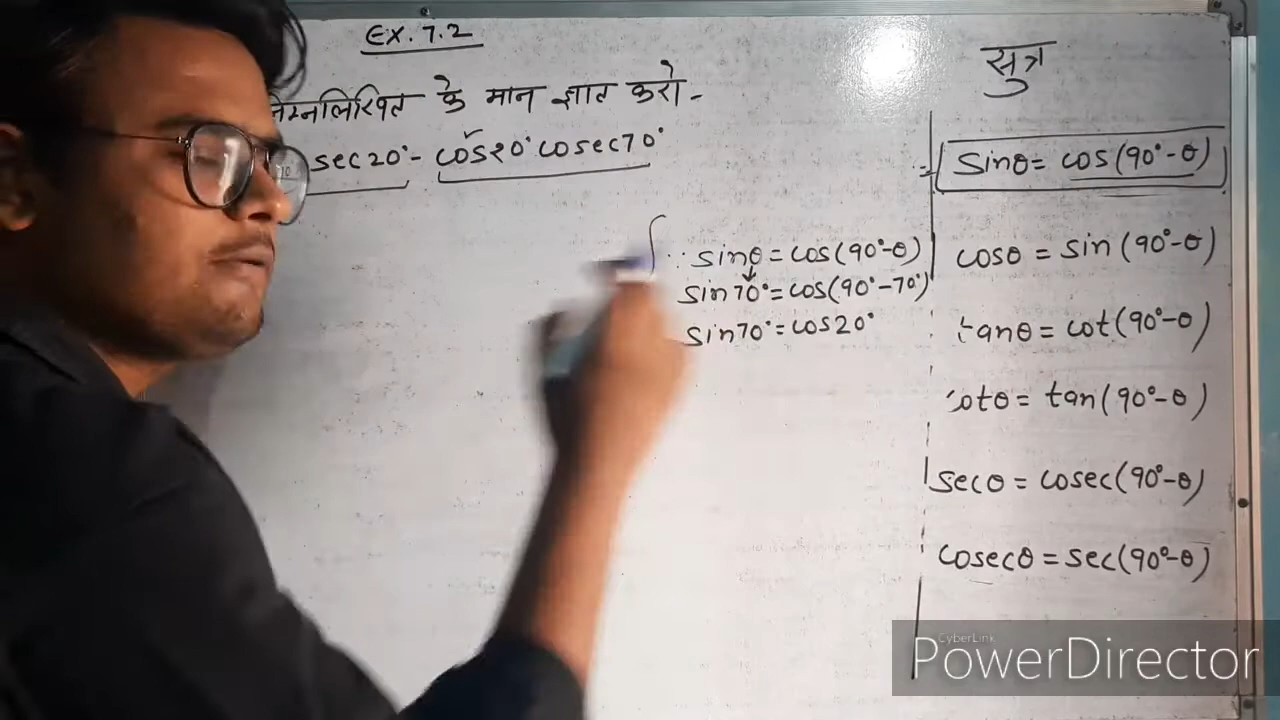 EX. 7.2
निम्नलिखित के मान ज्ञात करो-
sec20°- cos20° cosec70°
∵ sinθ = cos(90°-θ)
sin70° = cos(90°-70°)
sin70° = cos20°
सुत्र
sinθ = cos(90°-θ)
cosθ = sin(90°-θ)
tanθ = cot(90°-θ)
cotθ = tan(90°-θ)
secθ = cosec(90°-θ)
cosecθ = sec(90°-θ)
CyberLink
PowerDirector